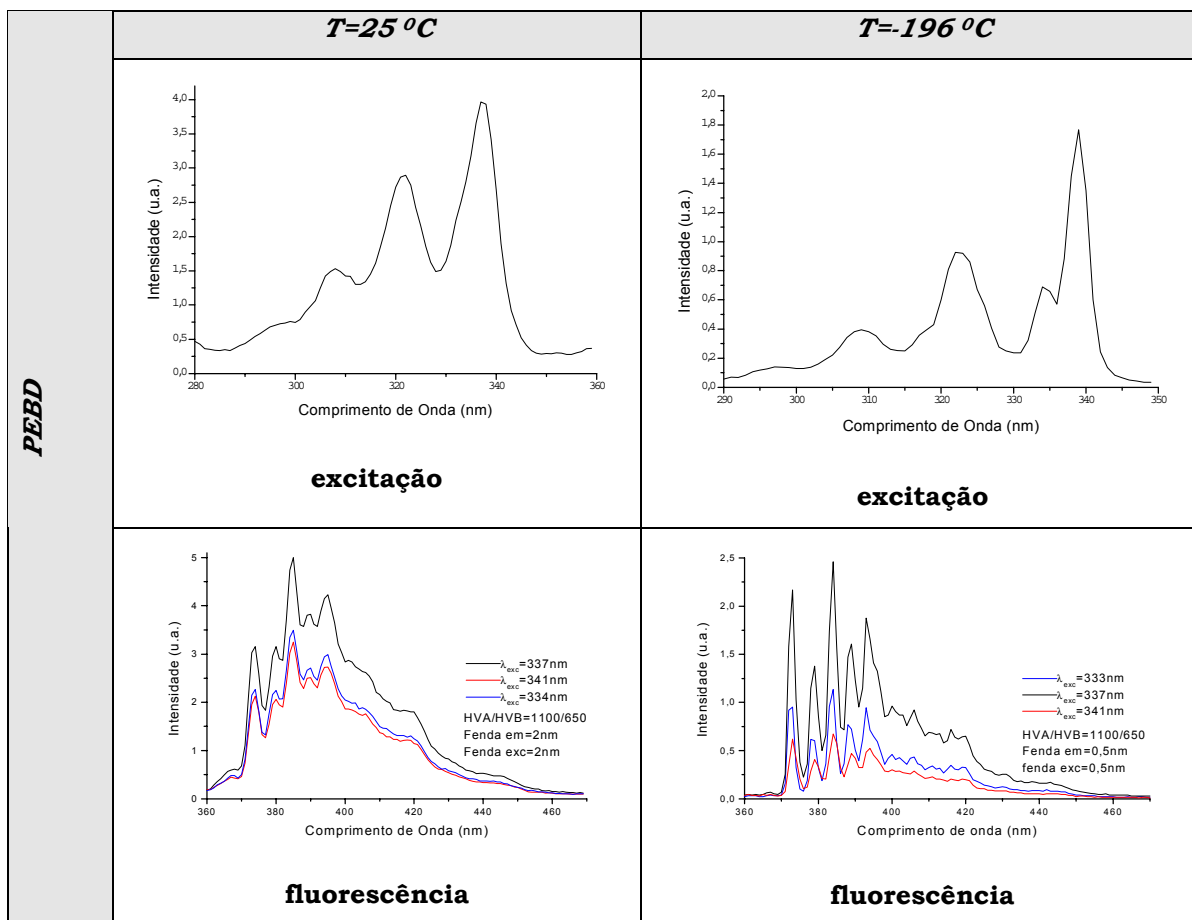 T=25 ⁰C
T=-196 ⁰C
PEBD
4,0
3,5
3,0
2,5
2,0
1,5
1,0
0,5
0,0
280
300
320
340
360
Intensidade (u.a.)
Comprimento de Onda (nm)
excitação
2,0
1,8
1,6
1,4
1,2
1,0
0,8
0,6
0,4
0,2
0,0
290
300
310
320
330
340
350
Intensidade (u.a.)
Comprimento de Onda (nm)
excitação
5
4
3
2
1
0
360
380
400
420
440
460
Intensidade (u.a.)
λexc=337nm
λexc=341nm
λexc=334nm
HVA/HVB=1100/650
Fenda em=2nm
Fenda exc=2nm
Comprimento de Onda (nm)
fluorescência
2,5
2,0
1,5
1,0
0,5
0,0
360
380
400
420
440
460
Intensidade (u.a.)
λexc=333nm
λexc=337nm
λexc=341nm
HVA/HVB=1100/650
Fenda em=0,5nm
fenda exc=0,5nm
Comprimento de onda (nm)
fluorescência